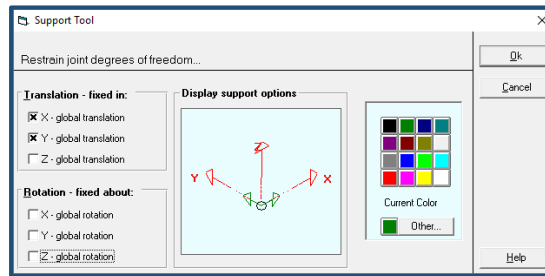 Support Tool
Restrain joint degrees of freedom...
Ok
Cancel
Translation - fixed in:
X - global translation
Y - global translation
Z - global translation
Rotation - fixed about:
X - global rotation
Y - global rotation
Z - global rotation
Display support options
Z
Y
X
Current Color
Other...
Help